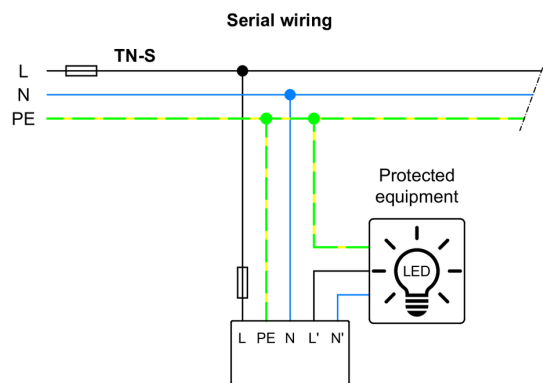 Serial wiring
TN-S
L
N
PE
Protected
equipment
LED
L PE N L' N'